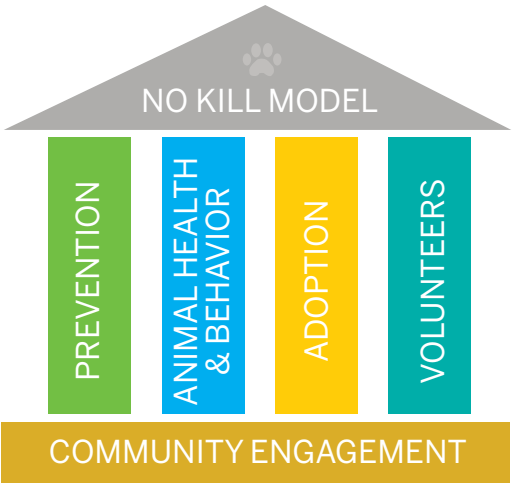 NO KILL MODEL
PREVENTION
ANIMAL HEALTH
& BEHAVIOR
ADOPTION
VOLUNTEERS
COMMUNITY ENGAGEMENT